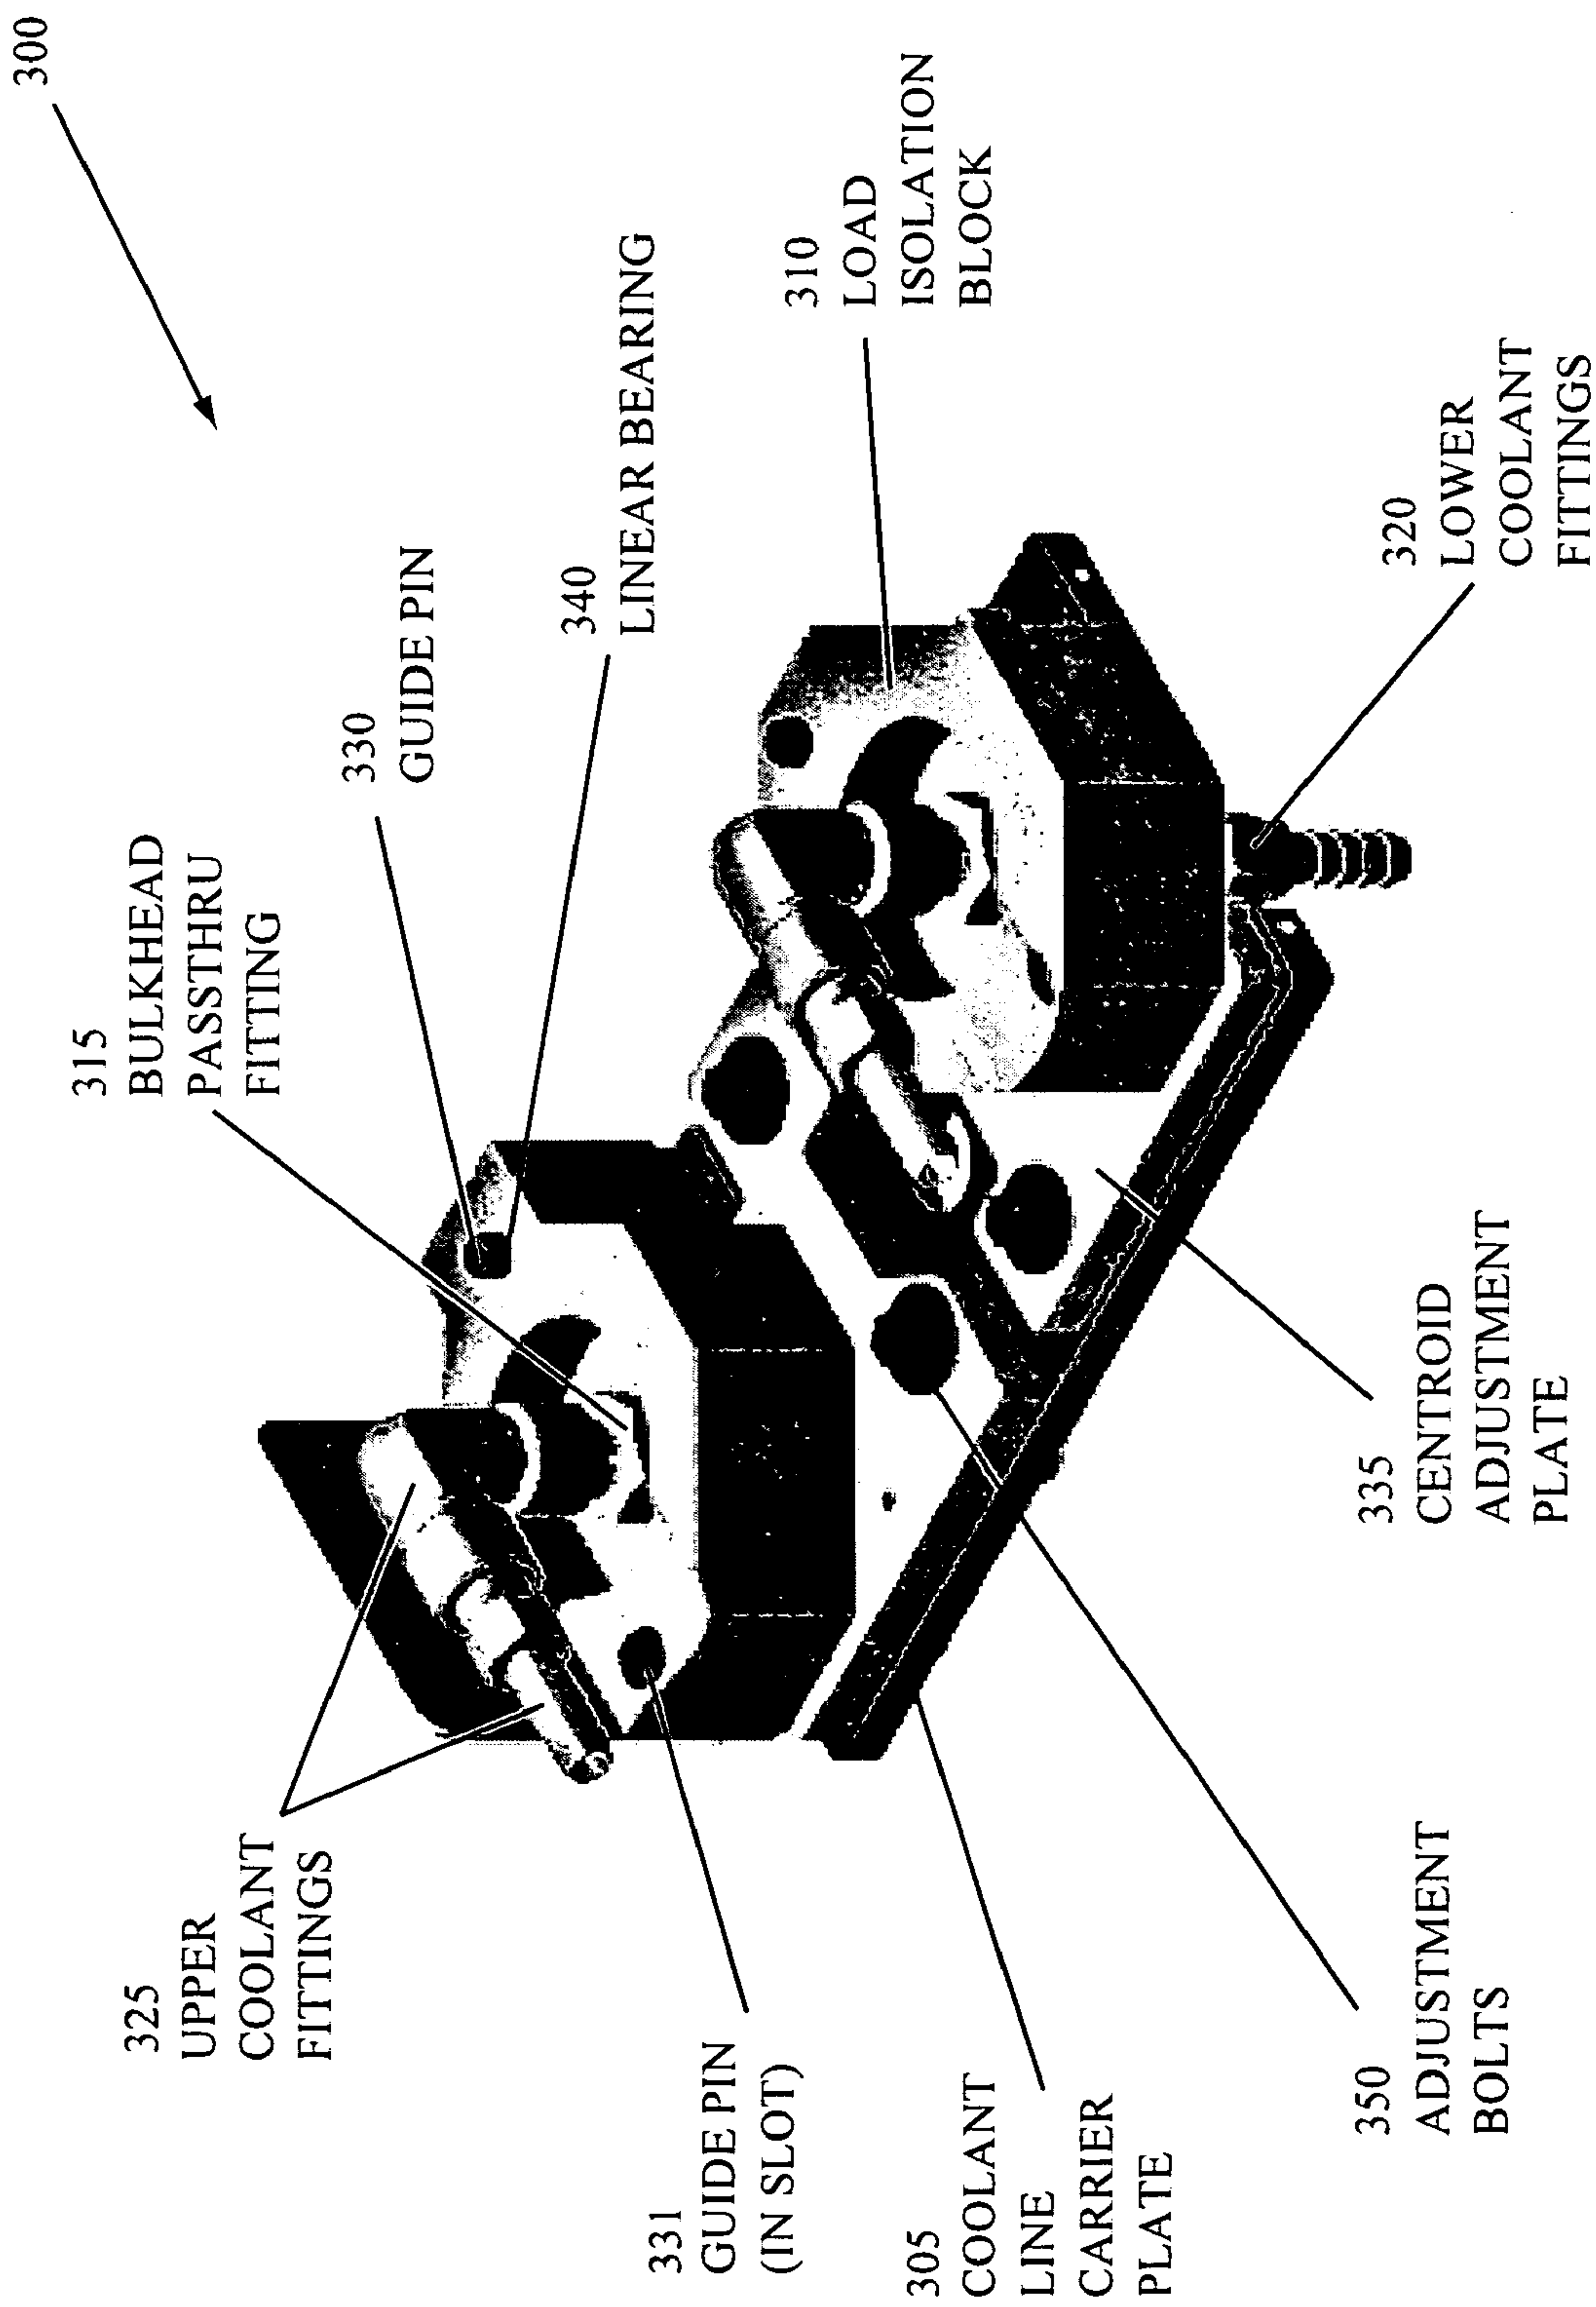 300
315
BULKHEAD
PASSTHRU
FITTING
330
GUIDE PIN
340
LINEAR BEARING
325
UPPER
COOLANT
FITTINGS
310
LOAD
ISOLATION
BLOCK
331
GUIDE PIN
(IN SLOT)
305
COOLANT
LINE
CARRIER
PLATE
350
ADJUSTMENT
BOLTS
335
CENTROID
ADJUSTMENT
PLATE
320
LOWER
COOLANT
FITTINGS